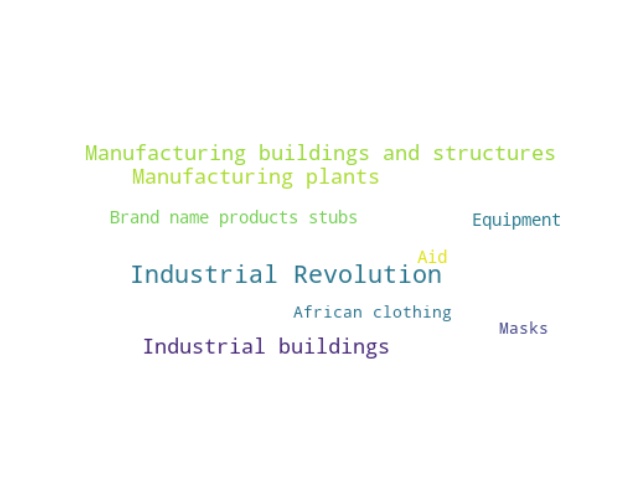 Manufacturing buildings and structures
Manufacturing plants
Brand name products stubs
Equipment
Aid
Industrial Revolution
African clothing
Masks
Industrial buildings